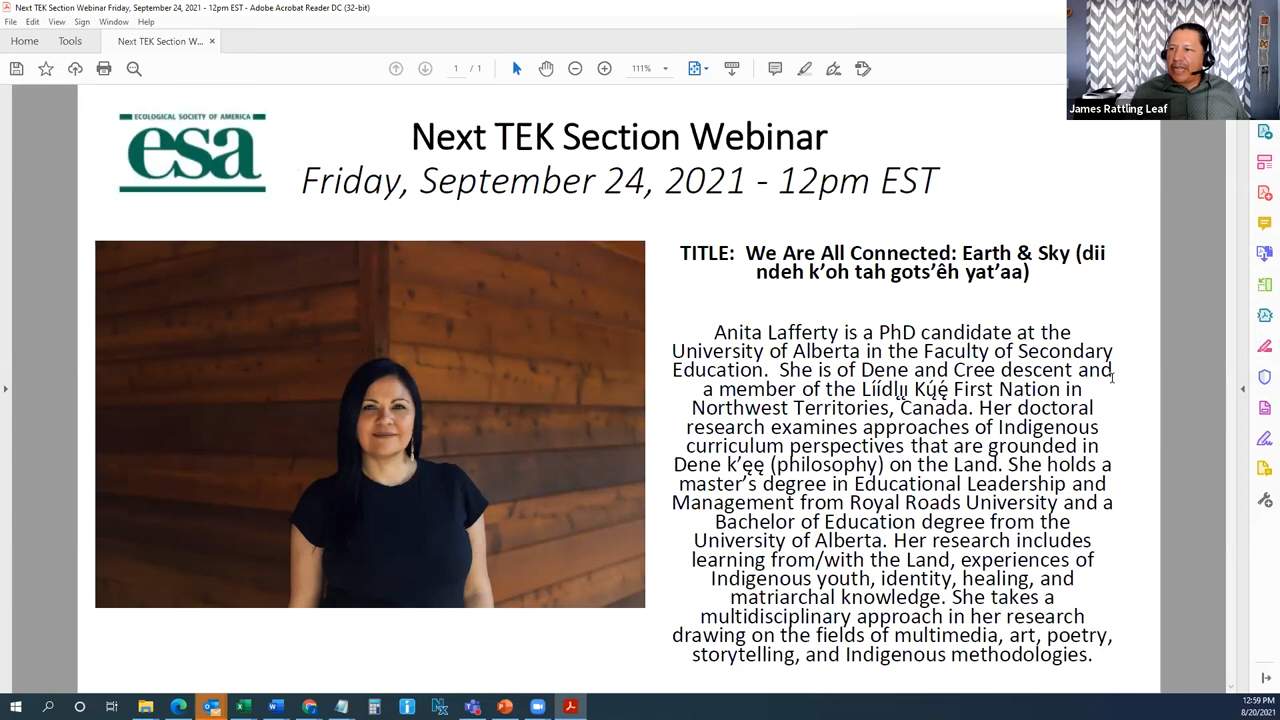 Next TEK Section Webinar Friday, September 24, 2021 - 12pm EST - Adobe Acrobat Reader DC (32-bit)
File Edit View Sign Window Help
Home Tools Next TEK Section W... ×
1 / 1 111%
James Rattling Leaf
ECOLOGICAL SOCIETY OF AMERICA
esa
Next TEK Section Webinar
Friday, September 24, 2021 - 12pm EST
TITLE: We Are All Connected: Earth & Sky (dii
ndeh k’oh tah gots’êh yat’aa)
Anita Lafferty is a PhD candidate at the
University of Alberta in the Faculty of Secondary
Education. She is of Dene and Cree descent and
a member of the Líídlų Kų́ę́ First Nation in
Northwest Territories, Canada. Her doctoral
research examines approaches of Indigenous
curriculum perspectives that are grounded in
Dene k’ęę (philosophy) on the Land. She holds a
master’s degree in Educational Leadership and
Management from Royal Roads University and a
Bachelor of Education degree from the
University of Alberta. Her research includes
learning from/with the Land, experiences of
Indigenous youth, identity, healing, and
matriarchal knowledge. She takes a
multidisciplinary approach in her research
drawing on the fields of multimedia, art, poetry,
storytelling, and Indigenous methodologies.
12:59 PM
8/20/2021